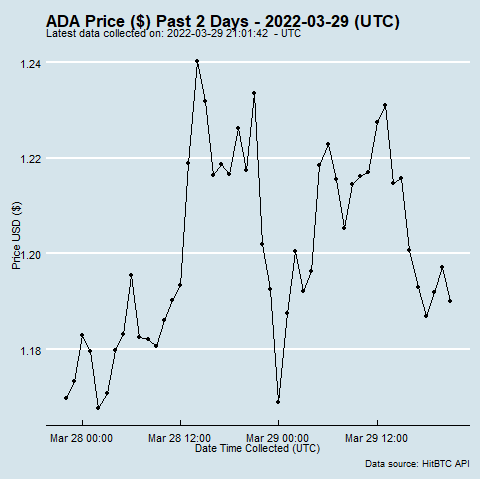 ADA Price ($) Past 2 Days - 2022-03-29 (UTC)
Latest data collected on: 2022-03-29 21:01:42 - UTC
1.24
1.22
1.20
1.18
Price USD ($)
Mar 28 00:00 Mar 28 12:00 Mar 29 00:00 Mar 29 12:00
Date Time Collected (UTC)
Data source: HitBTC API